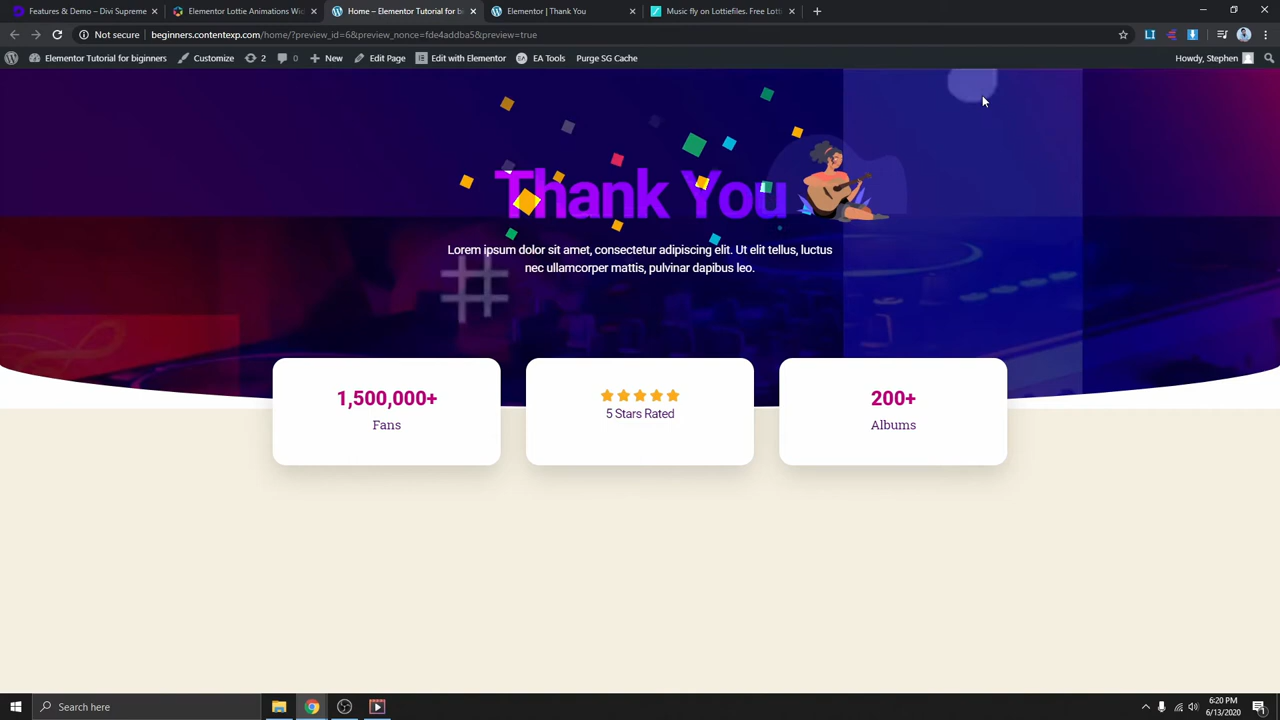 Features & Demo – Divi Supreme
Elementor Lottie Animations Wid
Home – Elementor Tutorial for b
Elementor | Thank You
Music fly on Lottiefiles. Free Lott
Not secure
beginners.contentexp.com/home/?preview_id=6&preview_nonce=fde4addba5&preview=true
Elementor Tutorial for beginners
Customize
2
0
New
Edit Page
Edit with Elementor
EA Tools
Purge SG Cache
Howdy, Stephen
Thank You
Lorem ipsum dolor sit amet, consectetur adipiscing elit. Ut elit tellus, luctus
nec ullamcorper mattis, pulvinar dapibus leo.
#
1,500,000+
Fans
5 Stars Rated
200+
Albums
Search here
6:20 PM
6/13/2020